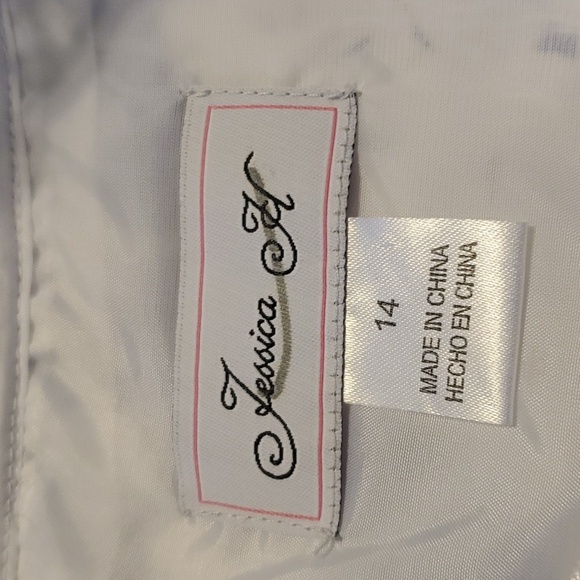 Jessica H
14
MADE IN CHINA
HECHO EN CHINA